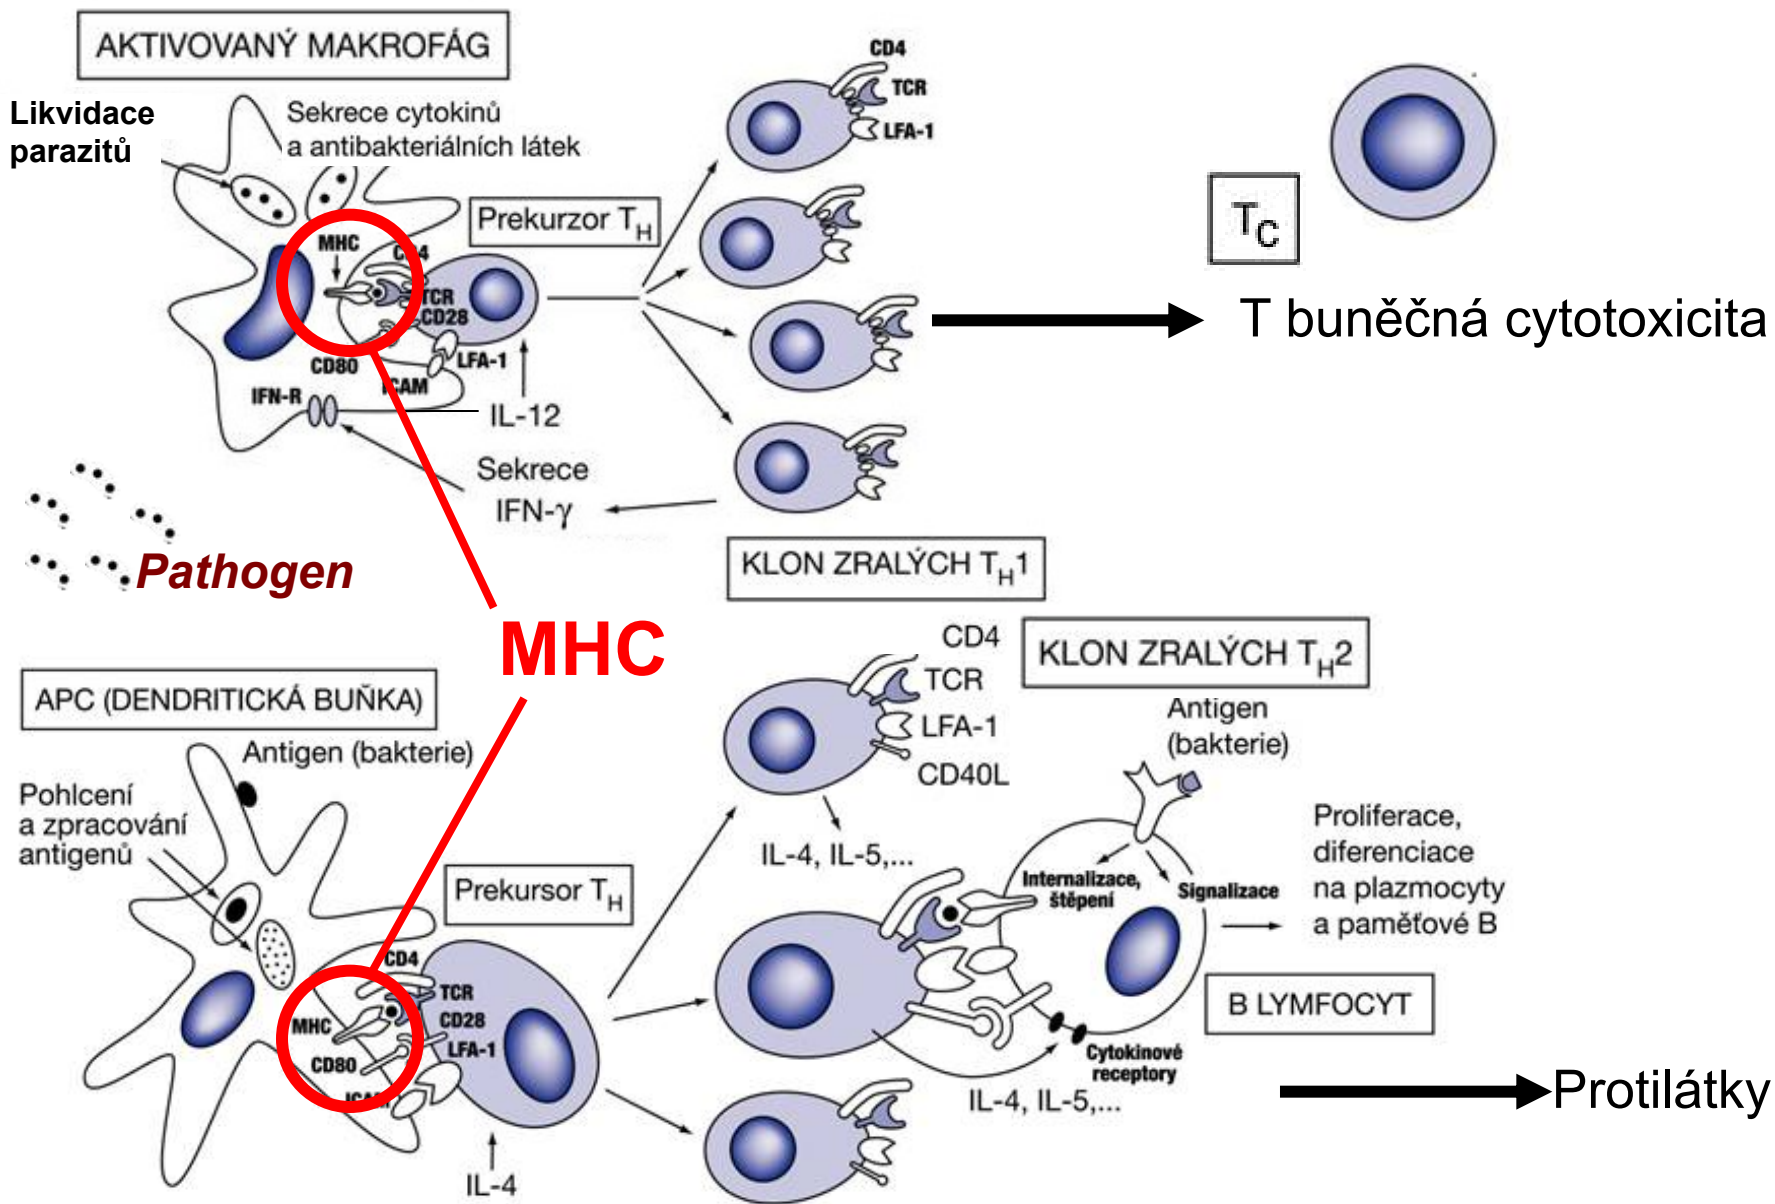 AKTIVOVANÝ MAKROFÁG
Likvidace
parazitů
Sekrece cytokinů
a antibakteriálních látek
Prekurzor TH
MHC
CD4
TCR
CD28
CD80
LFA-1
ICAM
IFN-R
IL-12
Sekrece
IFN-γ
CD4
TCR
LFA-1
TC
T buněčná cytotoxicita
Pathogen
KLON ZRALÝCH TH1
MHC
KLON ZRALÝCH TH2
APC (DENDRITICKÁ BUŇKA)
Antigen (bakterie)
Pohlcení
a zpracování
antigenů
Prekursor TH
CD4
TCR
MHC
CD28
CD80
LFA-1
ICAM
IL-4
CD4
TCR
LFA-1
CD40L
IL-4, IL-5,...
Antigen
(bakterie)
Internalizace,
štěpení
Signalizace
Proliferace,
diferenciace
na plazmocyty
a paměťové B
B LYMFOCYT
Cytokinové
receptory
IL-4, IL-5,...
Protilátky